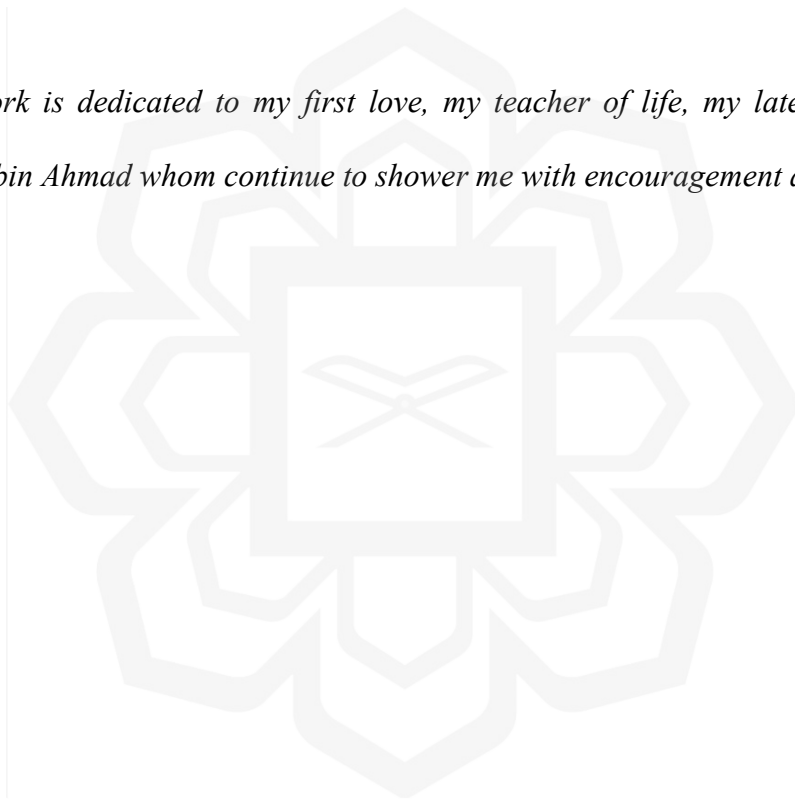 ork is dedicated to my first love, my teacher of life, my late
bin Ahmad whom continue to shower me with encouragement